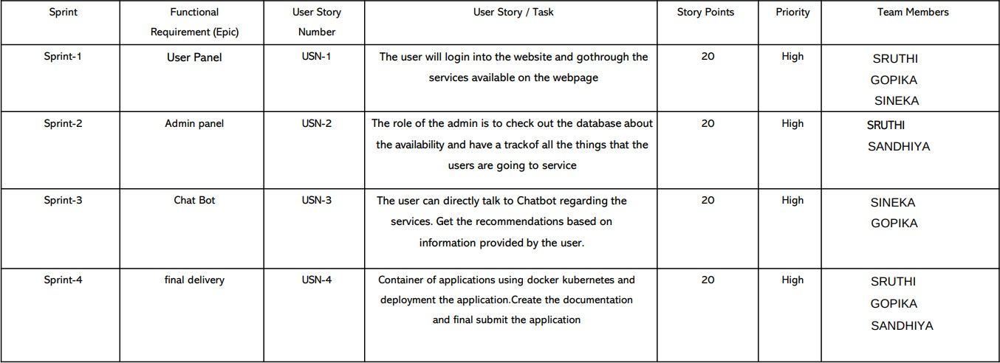 Sprint
Functional
Requirement (Epic)
User Story
Number
User Story / Task
Story Points
Priority
Team Members
Sprint-1
User Panel
USN-1
The user will login into the website and gothrough the
services available on the webpage
20
High
SRUTHI
GOPIKA
SINEKA
Sprint-2
Admin panel
USN-2
The role of the admin is to check out the database about
the availability and have a trackof all the things that the
users are going to service
20
High
SRUTHI
SANDHIYA
Sprint-3
Chat Bot
USN-3
The user can directly talk to Chatbot regarding the
services. Get the recommendations based on
information provided by the user.
20
High
SINEKA
GOPIKA
Sprint-4
final delivery
USN-4
Container of applications using docker kubernetes and
deployment the application.Create the documentation
and final submit the application
20
High
SRUTHI
GOPIKA
SANDHIYA